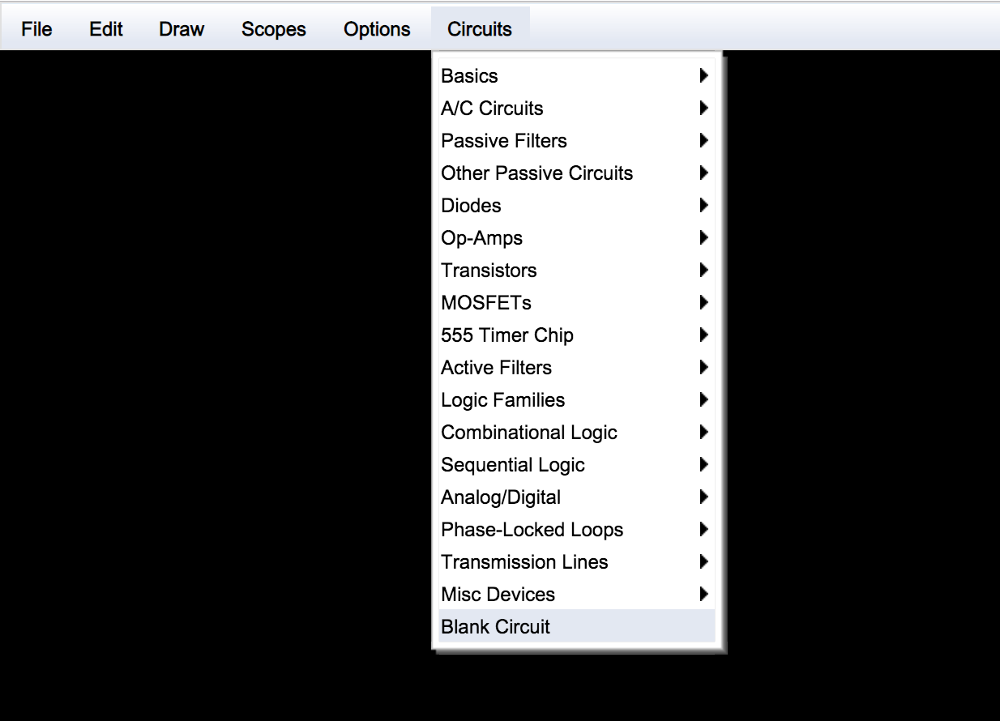 File Edit Draw Scopes Options Circuits
Basics
A/C Circuits
Passive Filters
Other Passive Circuits
Diodes
Op-Amps
Transistors
MOSFETs
555 Timer Chip
Active Filters
Logic Families
Combinational Logic
Sequential Logic
Analog/Digital
Phase-Locked Loops
Transmission Lines
Misc Devices
Blank Circuit